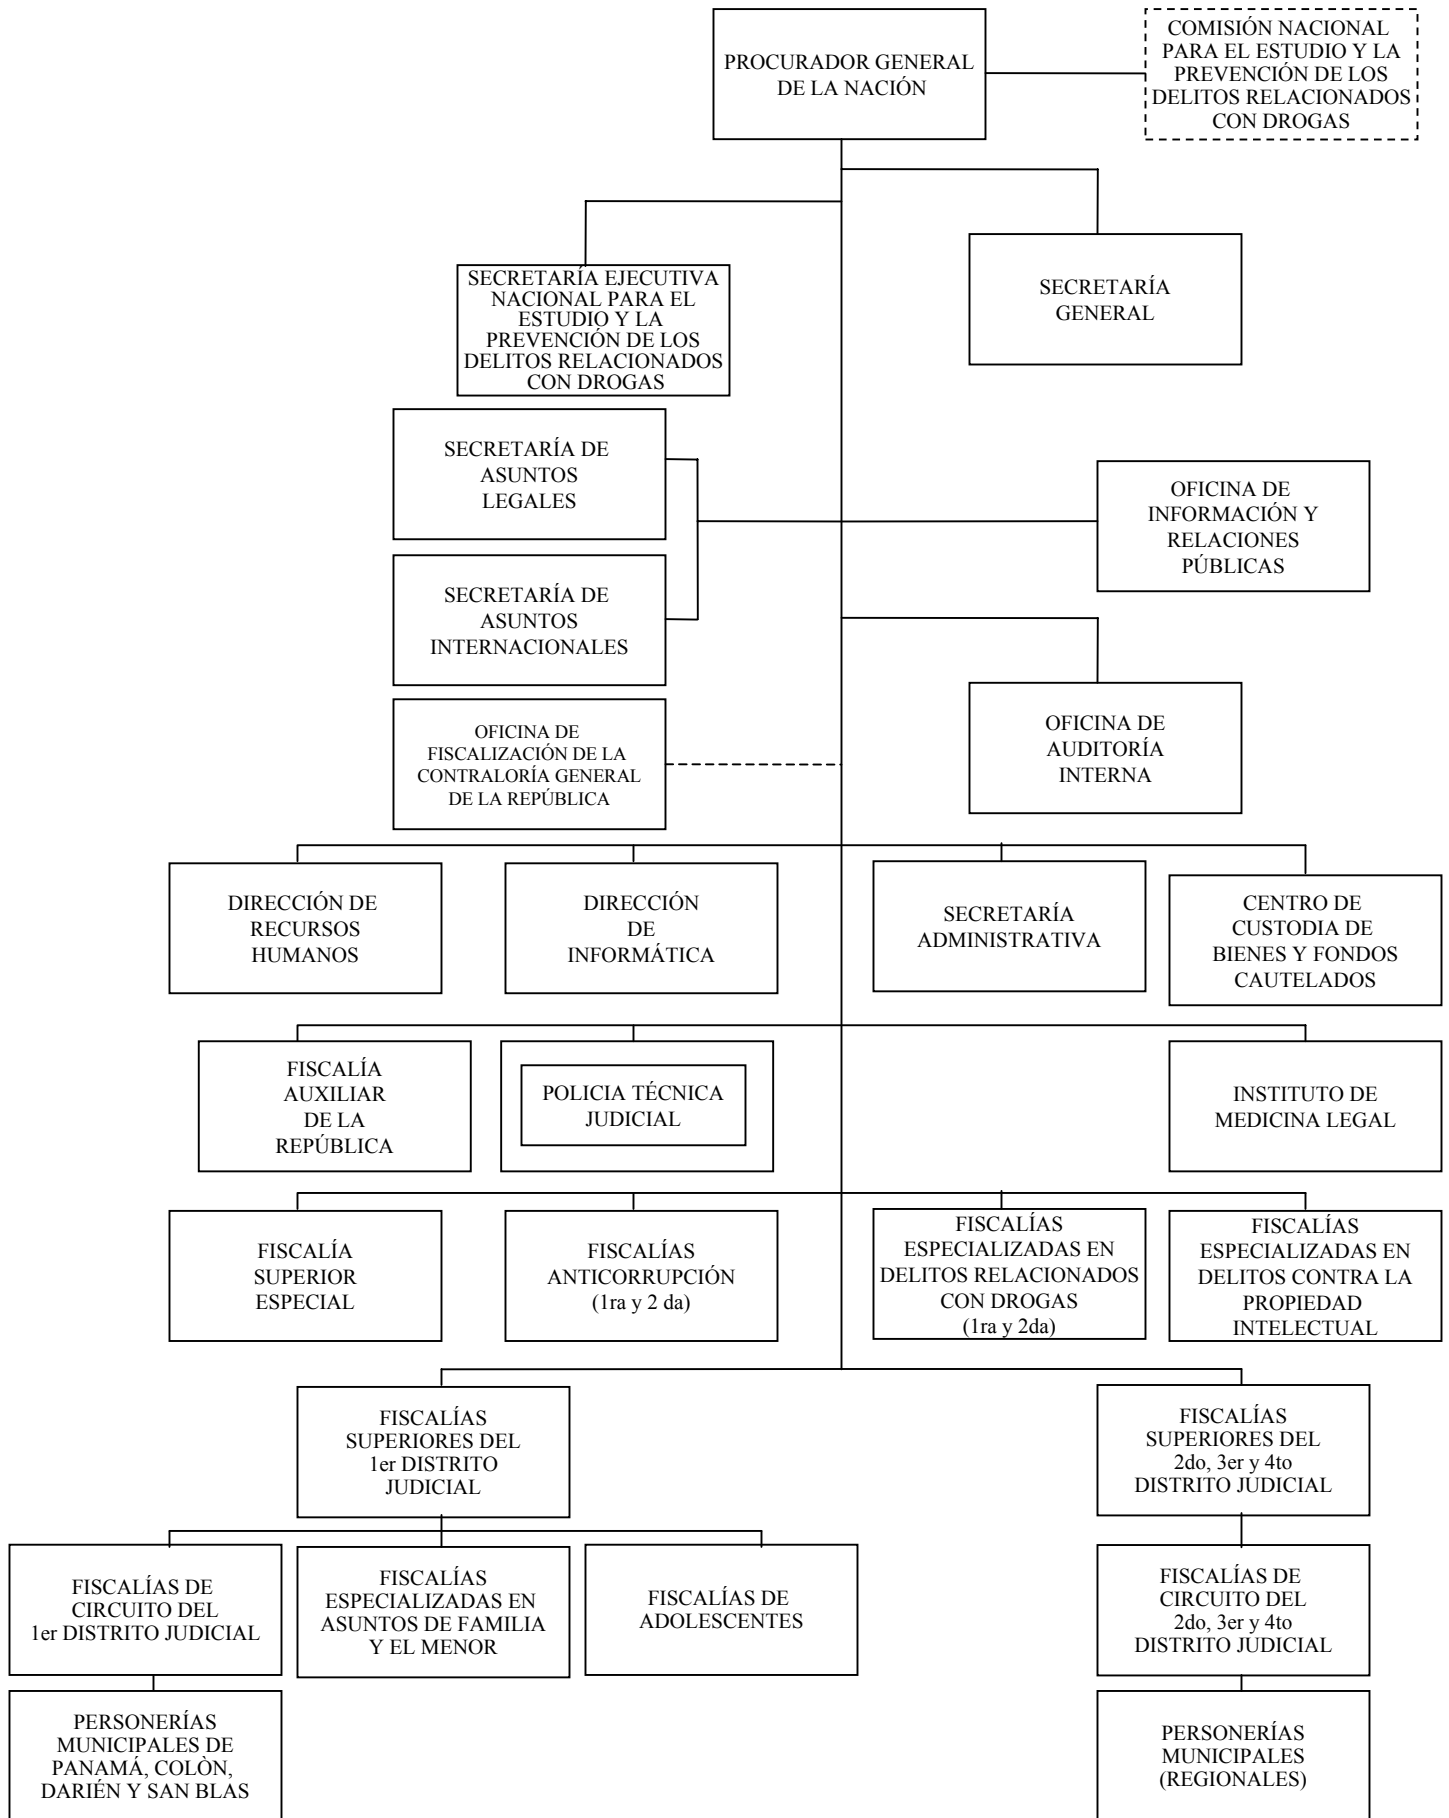 PROCURADOR GENERAL
DE LA NACIÓN
COMISIÓN NACIONAL
PARA EL ESTUDIO Y LA
PREVENCIÓN DE LOS
DELITOS RELACIONADOS
CON DROGAS
SECRETARÍA EJECUTIVA
NACIONAL PARA EL
ESTUDIO Y LA
PREVENCIÓN DE LOS
DELITOS RELACIONADOS
CON DROGAS
SECRETARÍA
GENERAL
SECRETARÍA DE
ASUNTOS
LEGALES
OFICINA DE
INFORMACIÓN Y
RELACIONES
PÚBLICAS
SECRETARÍA DE
ASUNTOS
INTERNACIONALES
OFICINA DE
FISCALIZACIÓN DE LA
CONTRALORÍA GENERAL
DE LA REPÚBLICA
OFICINA DE
AUDITORÍA
INTERNA
DIRECCIÓN DE
RECURSOS
HUMANOS
DIRECCIÓN
DE
INFORMÁTICA
SECRETARÍA
ADMINISTRATIVA
CENTRO DE
CUSTODIA DE
BIENES Y FONDOS
CAUTELADOS
FISCALÍA
AUXILIAR
DE LA
REPÚBLICA
POLICIA TÉCNICA
JUDICIAL
INSTITUTO DE
MEDICINA LEGAL
FISCALÍA
SUPERIOR
ESPECIAL
FISCALÍAS
ANTICORRUPCIÓN
(1ra y 2 da)
FISCALÍAS
ESPECIALIZADAS EN
DELITOS RELACIONADOS
CON DROGAS
(1ra y 2da)
FISCALÍAS
ESPECIALIZADAS EN
DELITOS CONTRA LA
PROPIEDAD
INTELECTUAL
FISCALÍAS
SUPERIORES DEL
1er DISTRITO
JUDICIAL
FISCALÍAS
SUPERIORES DEL
2do, 3er y 4to
DISTRITO JUDICIAL
FISCALÍAS DE
CIRCUITO DEL
1er DISTRITO JUDICIAL
FISCALÍAS
ESPECIALIZADAS EN
ASUNTOS DE FAMILIA
Y EL MENOR
FISCALÍAS DE
ADOLESCENTES
FISCALÍAS DE
CIRCUITO DEL
2do, 3er y 4to
DISTRITO JUDICIAL
PERSONERÍAS
MUNICIPALES DE
PANAMÁ, COLÒN,
DARIÉN Y SAN BLAS
PERSONERÍAS
MUNICIPALES
(REGIONALES)